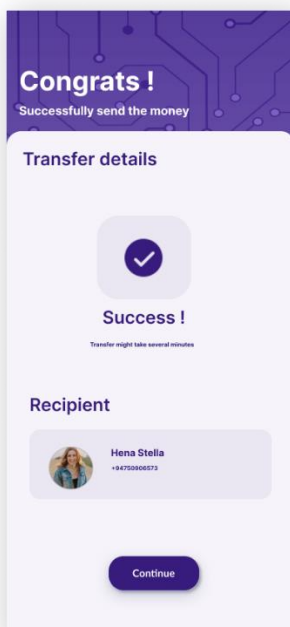 Congrats !
Successfully send the money
Transfer details
Success !
Transfer might take several minutes
Recipient
Hena Stella
+94750906573
Continue